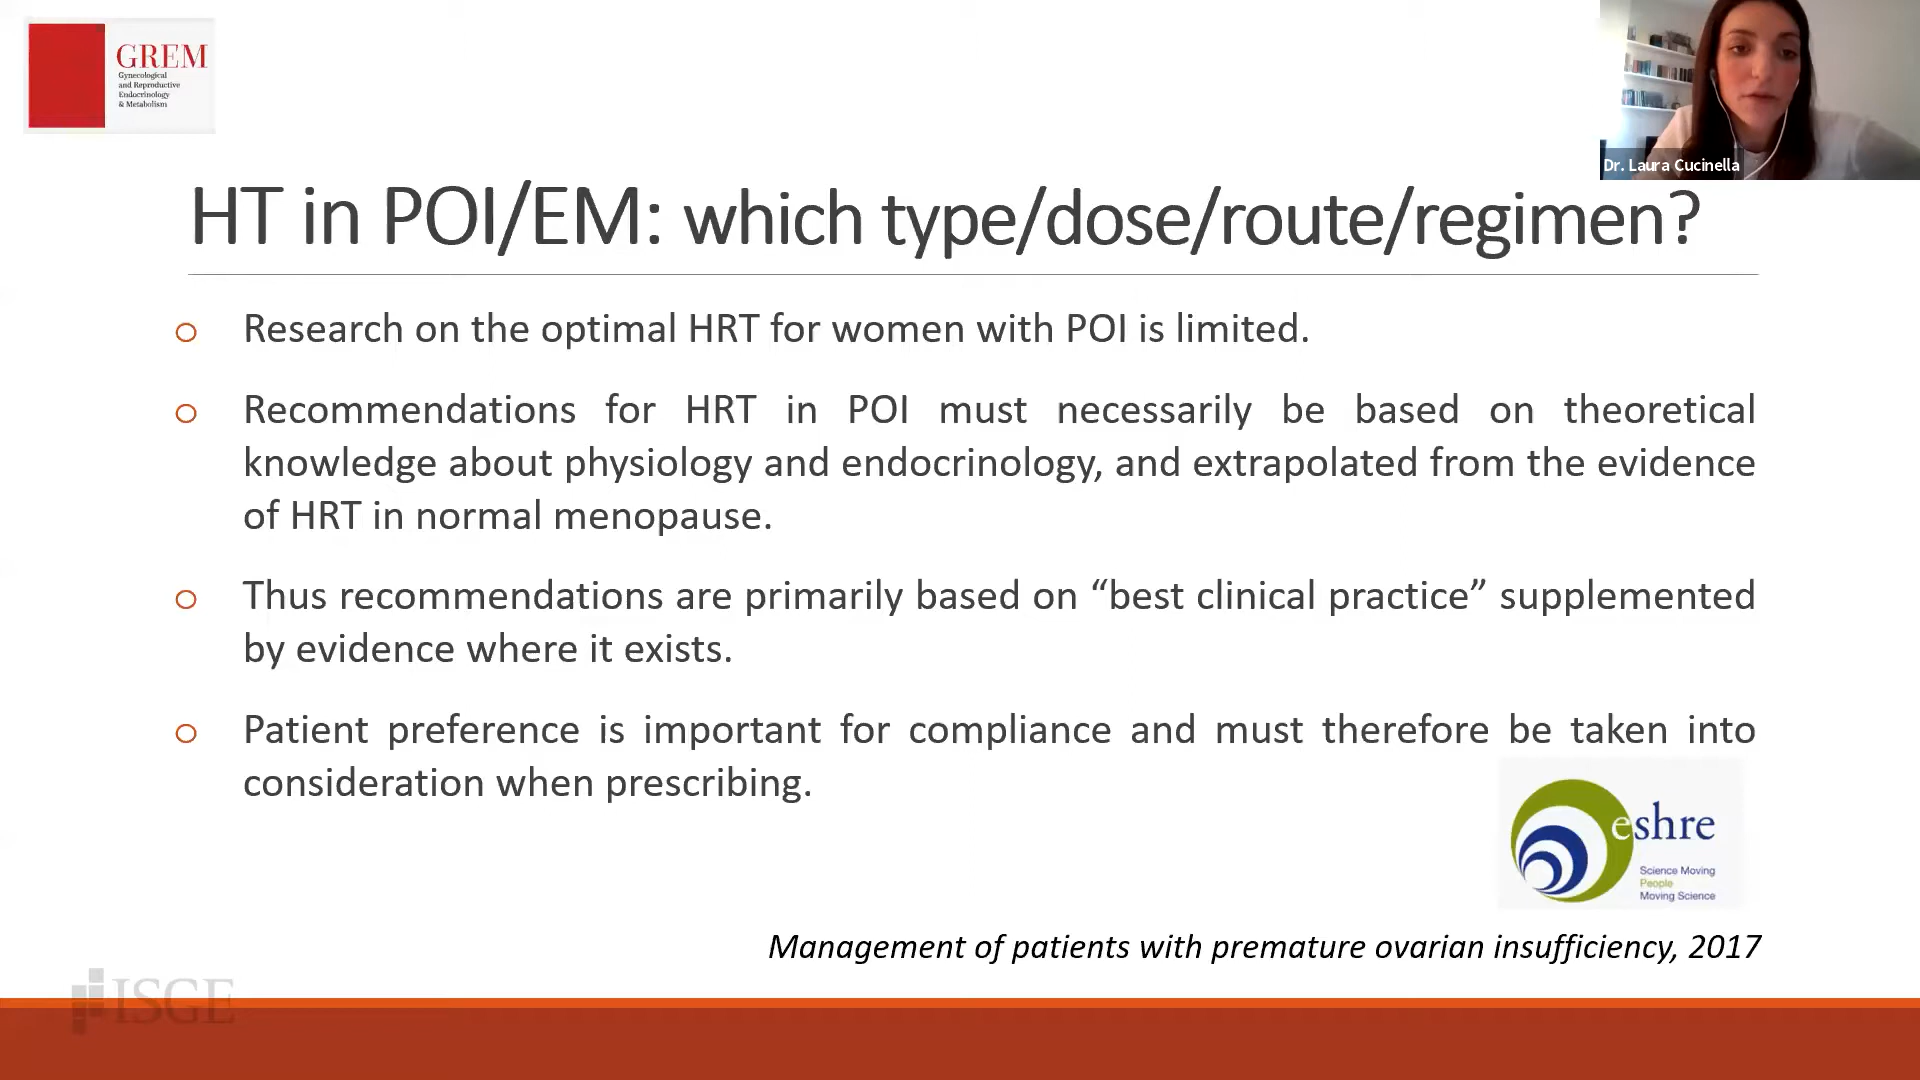 GREM
Gynecological
and Reproductive
Endocrinology
& Metabolism
Dr. Laura Cucinella
HT in POI/EM: which type/dose/route/regimen?
o Research on the optimal HRT for women with POI is limited.
o Recommendations for HRT in POI must necessarily be based on theoretical
knowledge about physiology and endocrinology, and extrapolated from the evidence
of HRT in normal menopause.
o Thus recommendations are primarily based on “best clinical practice” supplemented
by evidence where it exists.
o Patient preference is important for compliance and must therefore be taken into
consideration when prescribing.
eshre
Science Moving
People
Moving Science
Management of patients with premature ovarian insufficiency, 2017
ISGE